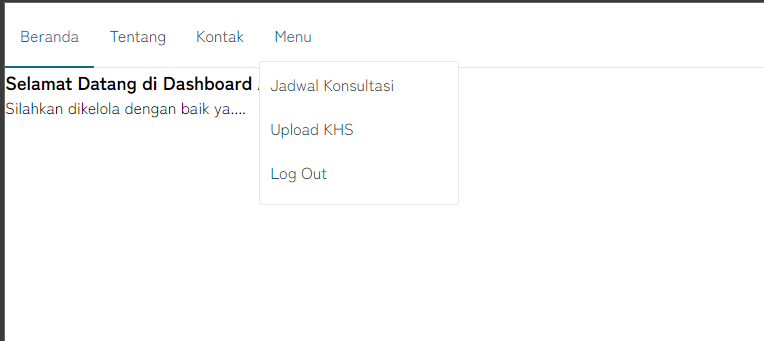 Beranda Tentang Kontak Menu
Selamat Datang di Dashboard
Silahkan dikelola dengan baik ya....
Jadwal Konsultasi
Upload KHS
Log Out